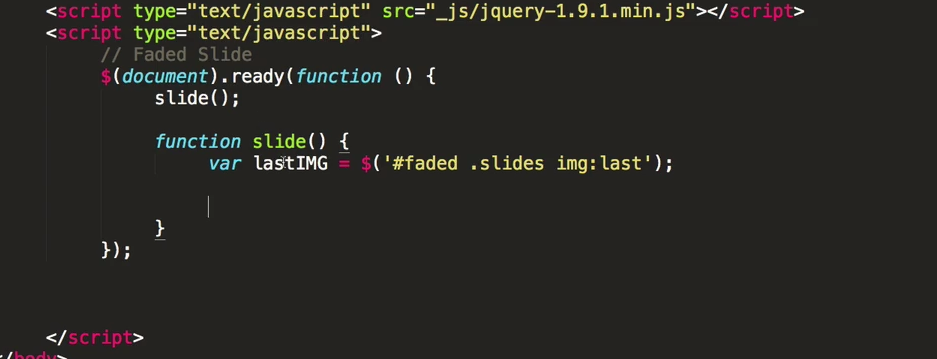 <script type="text/javascript" src="_js/jquery-1.9.1.min.js"></script>
<script type="text/javascript">
// Faded Slide
$(document).ready(function () {
slide();
function slide() {
var lastIMG = $('#faded .slides img:last');
}
});
</script>
</body>